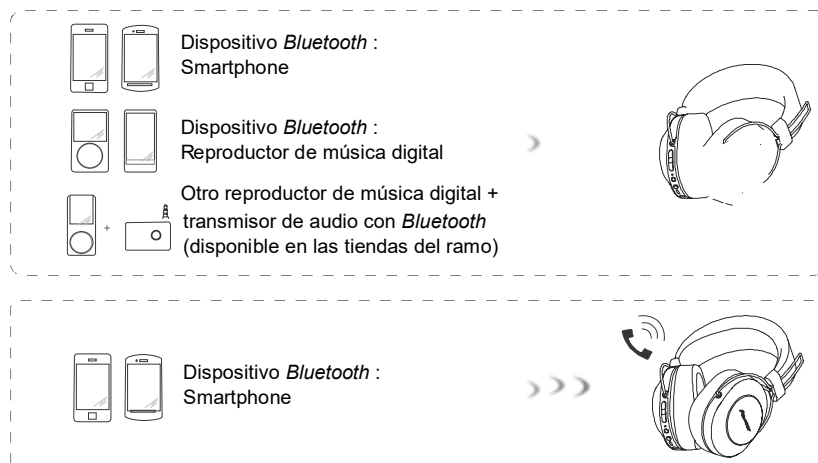 Dispositivo Bluetooth :
Smartphone
Dispositivo Bluetooth :
Reproductor de música digital
Otro reproductor de música digital +
transmisor de audio con Bluetooth
+
(disponible en las tiendas del ramo)
Dispositivo Bluetooth :
Smartphone
Pioneer